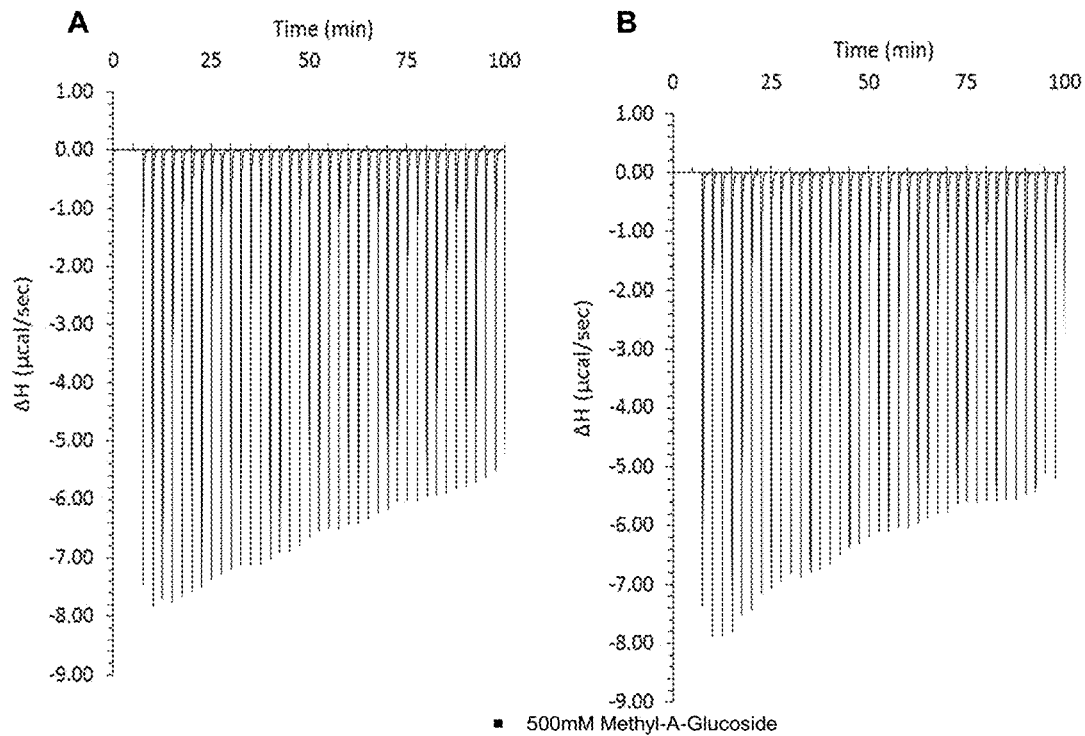 A
Time (min)
0 25 50 75 100
1.00
0.00
-1.00
-2.00
-3.00
-4.00
-5.00
-6.00
-7.00
-8.00
-9.00
ΔH (µcal/sec)
B
Time (min)
0 25 50 75 100
1.00
0.00
-1.00
-2.00
-3.00
-4.00
-5.00
-6.00
-7.00
-8.00
-9.00
ΔH (µcal/sec)
500mM Methyl-A-Glucoside